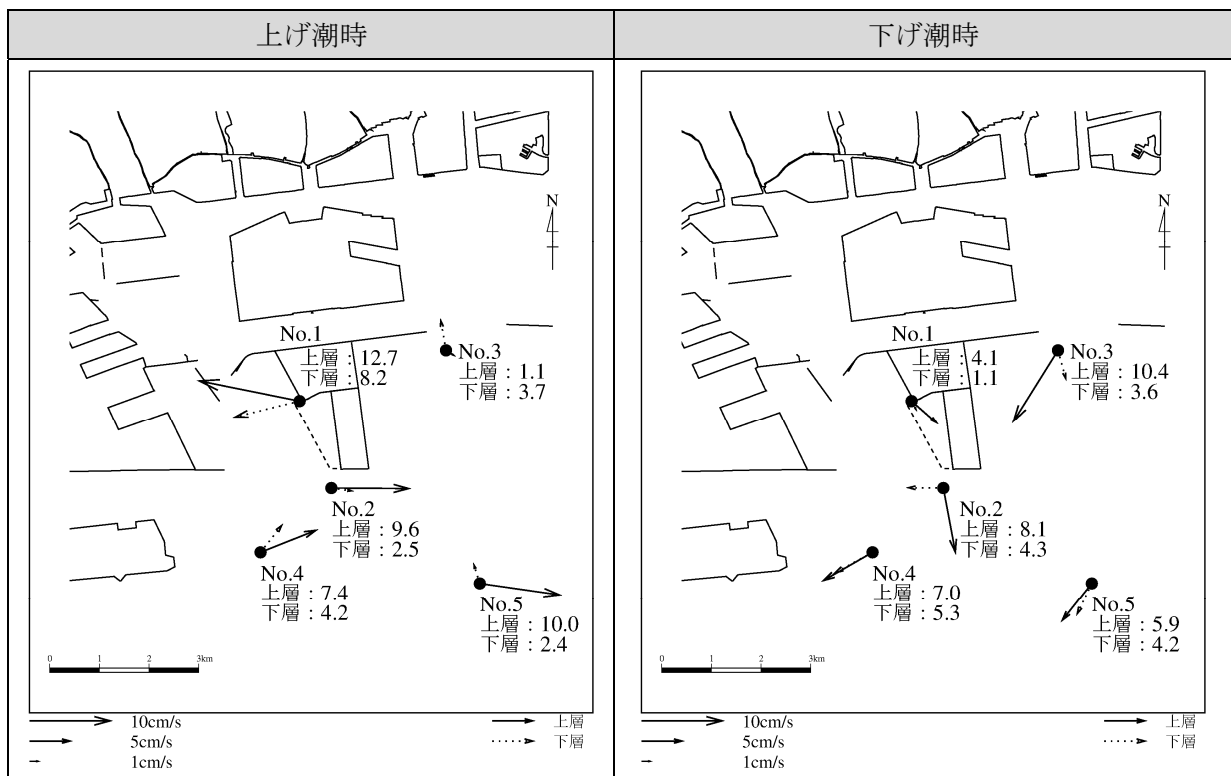 上げ潮時
下げ潮時
N
No.1
上層：12.7
下層：8.2
No.3
上層：1.1
下層：3.7
No.2
上層：9.6
下層：2.5
No.4
上層：7.4
下層：4.2
No.5
上層：10.0
下層：2.4
0 1 2 3km
10cm/s
5cm/s
1cm/s
上層
下層
N
No.1
上層：4.1
下層：1.1
No.3
上層：10.4
下層：3.6
No.2
上層：8.1
下層：4.3
No.4
上層：7.0
下層：5.3
No.5
上層：5.9
下層：4.2
0 1 2 3km
10cm/s
5cm/s
1cm/s
上層
下層